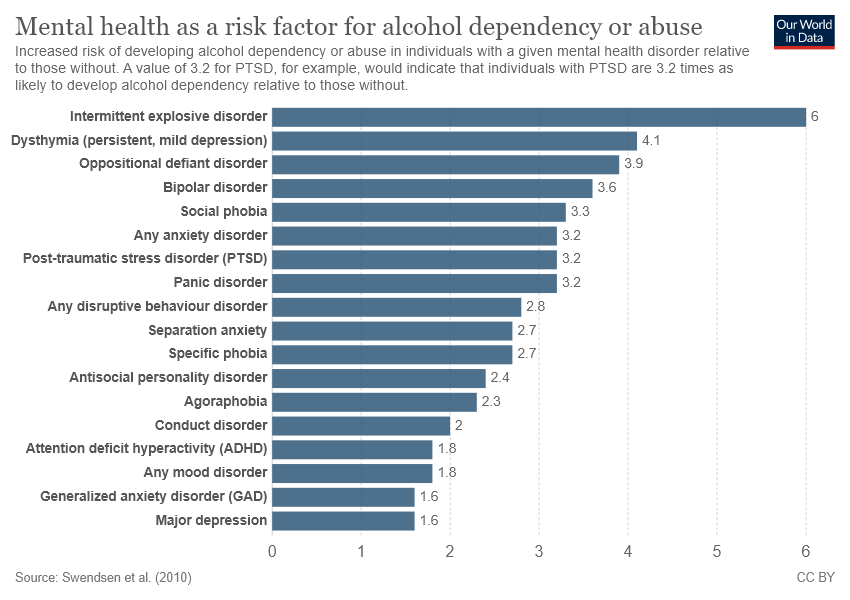 Mental health as a risk factor for alcohol dependency or abuse
Our World
in Data
Increased risk of developing alcohol dependency or abuse in individuals with a given mental health disorder relative
to those without. A value of 3.2 for PTSD, for example, would indicate that individuals with PTSD are 3.2 times as
likely to develop alcohol dependency relative to those without.
Intermittent explosive disorder 6
Dysthymia (persistent, mild depression) 4.1
Oppositional defiant disorder 3.9
Bipolar disorder 3.6
Social phobia 3.3
Any anxiety disorder 3.2
Post-traumatic stress disorder (PTSD) 3.2
Panic disorder 3.2
Any disruptive behaviour disorder 2.8
Separation anxiety 2.7
Specific phobia 2.7
Antisocial personality disorder 2.4
Agoraphobia 2.3
Conduct disorder 2
Attention deficit hyperactivity (ADHD) 1.8
Any mood disorder 1.8
Generalized anxiety disorder (GAD) 1.6
Major depression 1.6
0 1 2 3 4 5 6
Source: Swendsen et al. (2010) CC BY